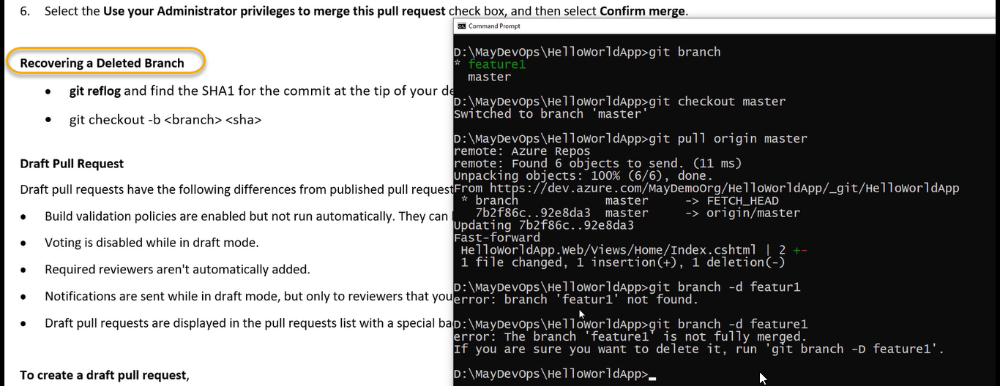 6. Select the Use your Administrator privileges to merge this pull request check box, and then select Confirm merge.
Recovering a Deleted Branch
• git reflog and find the SHA1 for the commit at the tip of your de
• git checkout -b <branch> <sha>
Draft Pull Request
Draft pull requests have the following differences from published pull request
• Build validation policies are enabled but not run automatically. They can
• Voting is disabled while in draft mode.
• Required reviewers aren't automatically added.
• Notifications are sent while in draft mode, but only to reviewers that you
• Draft pull requests are displayed in the pull requests list with a special ba
To create a draft pull request,
Command Prompt
D:\MayDevOps\HelloWorldApp>git branch
* feature1
  master
D:\MayDevOps\HelloWorldApp>git checkout master
Switched to branch 'master'
D:\MayDevOps\HelloWorldApp>git pull origin master
remote: Azure Repos
remote: Found 6 objects to send. (11 ms)
Unpacking objects: 100% (6/6), done.
From https://dev.azure.com/MayDemoOrg/HelloWorldApp/_git/HelloWorldApp
 * branch            master     -> FETCH_HEAD
   7b2f86c..92e8da3  master     -> origin/master
Updating 7b2f86c..92e8da3
Fast-forward
 HelloWorldApp.Web/Views/Home/Index.cshtml | 2 +-
 1 file changed, 1 insertion(+), 1 deletion(-)
D:\MayDevOps\HelloWorldApp>git branch -d featur1
error: branch 'featur1' not found.
D:\MayDevOps\HelloWorldApp>git branch -d feature1
error: The branch 'feature1' is not fully merged.
If you are sure you want to delete it, run 'git branch -D feature1'.
D:\MayDevOps\HelloWorldApp>